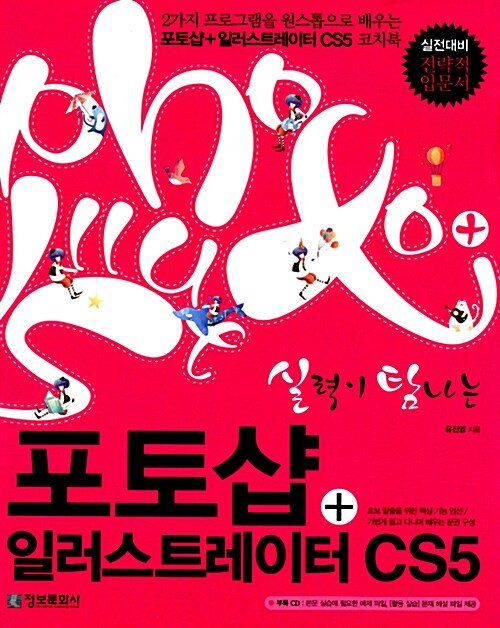 2가지 프로그램을 원스톱으로 배우는
포토샵+일러스트레이터 CS5 코치북
실전대비
전략적
입문서
photo
+
실력이 탐나는
유진별 지음
포토샵
+
초보 탈출을 위한 핵심 기능 엄선/
가볍게 들고 다니며 배우는 분권 구성
일러스트레이터 CS5
정보문화사
부록 CD : 본문 실습에 필요한 예제 파일, [활용 실습] 문제 해설 파일 제공